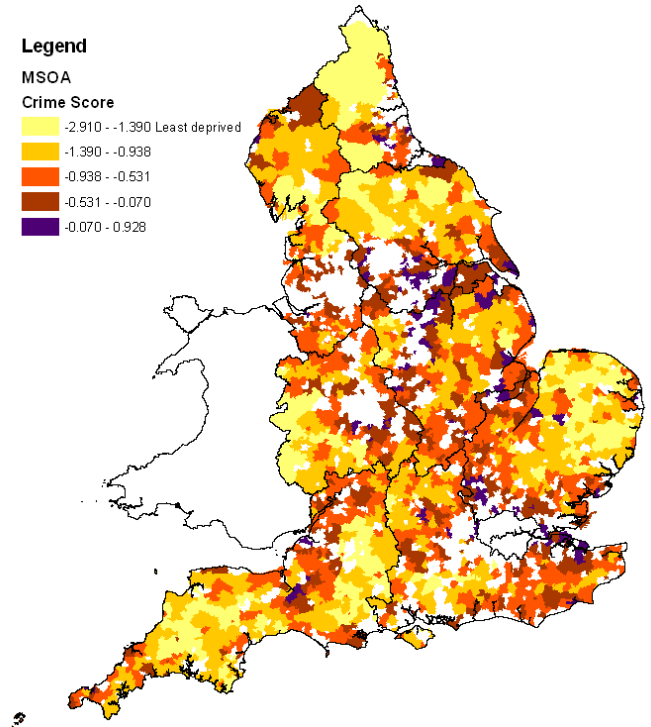 Legend
MSOA
Crime Score
-2.910 - -1.390 Least deprived
-1.390 - -0.938
-0.938 - -0.531
-0.531 - -0.070
-0.070 - 0.928